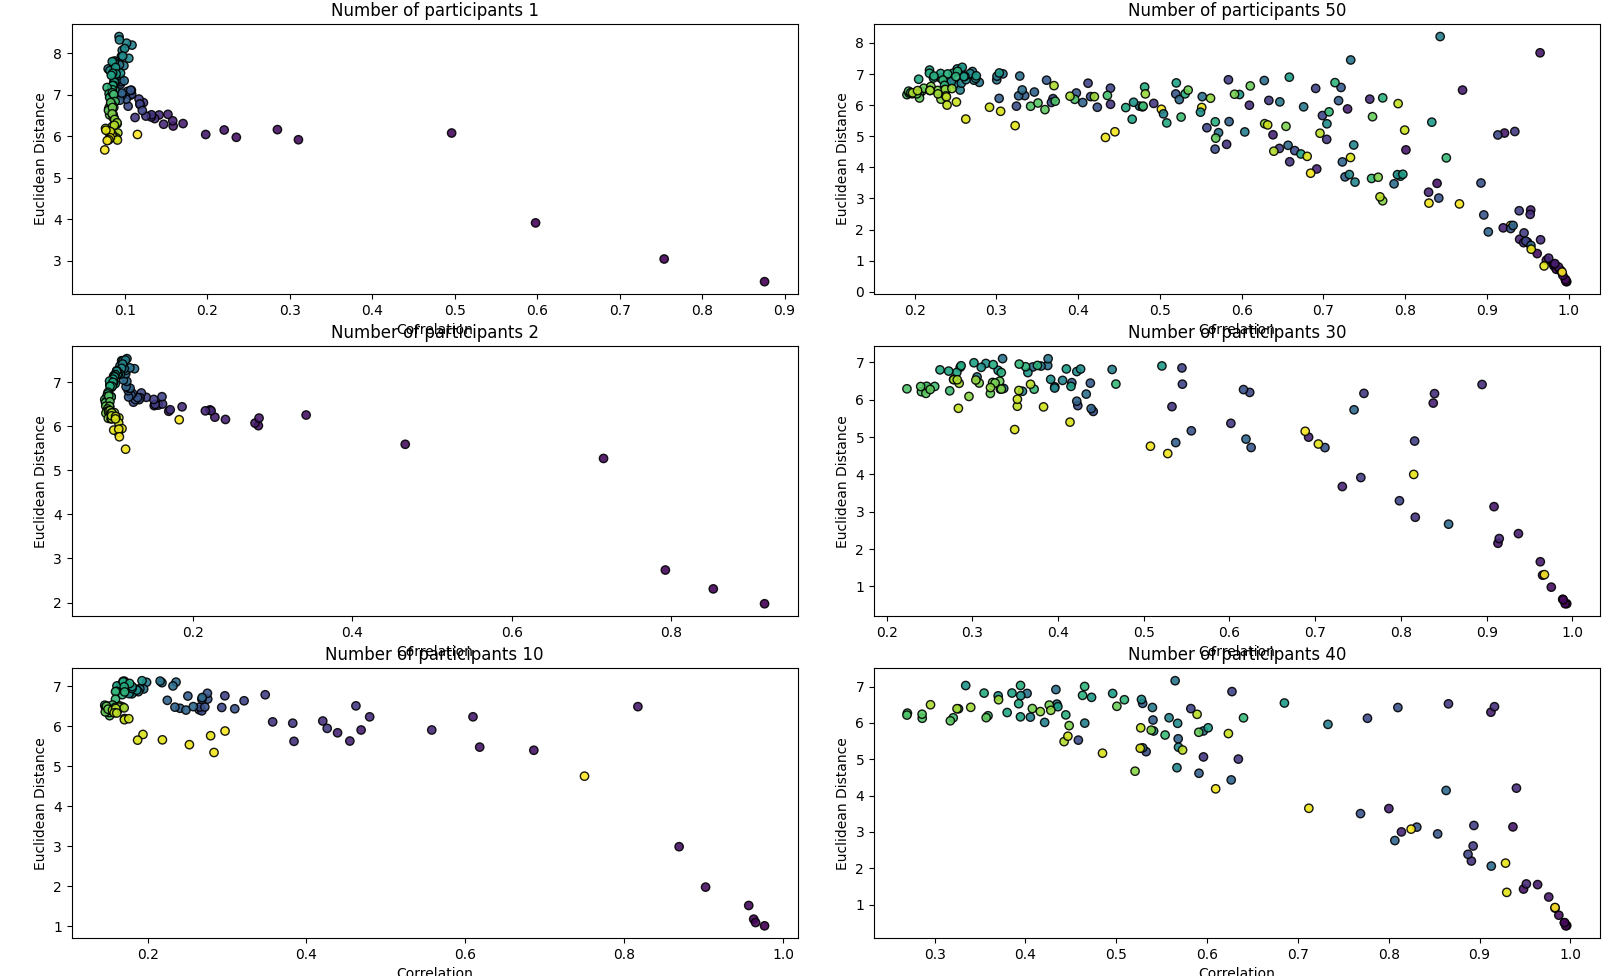 Number of participants 1
8
7
6
5
4
3
Euclidean Distance
0.1 0.2 0.3 0.4 0.5 0.6 0.7 0.8 0.9
Correlation
Number of participants 50
8
7
6
5
4
3
2
1
0
Euclidean Distance
0.2 0.3 0.4 0.5 0.6 0.7 0.8 0.9 1.0
Correlation
Number of participants 2
7
6
5
4
3
2
Euclidean Distance
0.2 0.4 0.6 0.8
Correlation
Number of participants 30
7
6
5
4
3
2
1
Euclidean Distance
0.2 0.3 0.4 0.5 0.6 0.7 0.8 0.9 1.0
Correlation
Number of participants 10
7
6
5
4
3
2
1
Euclidean Distance
0.2 0.4 0.6 0.8 1.0
Correlation
Number of participants 40
7
6
5
4
3
2
1
Euclidean Distance
0.3 0.4 0.5 0.6 0.7 0.8 0.9 1.0
Correlation